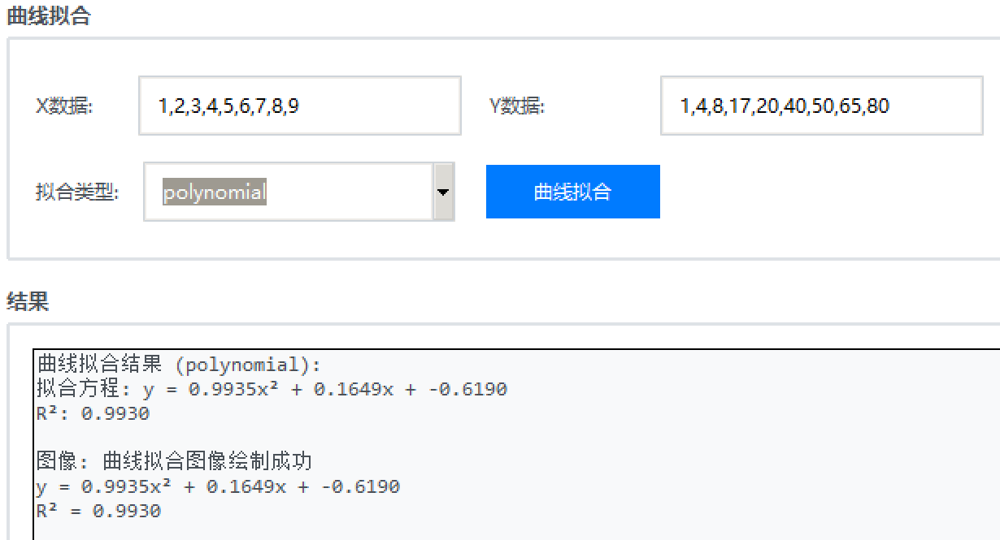 曲线拟合
X数据: 1,2,3,4,5,6,7,8,9 Y数据: 1,4,8,17,20,40,50,65,80
拟合类型: polynomial 曲线拟合
结果
曲线拟合结果 (polynomial):
拟合方程: y = 0.9935x² + 0.1649x + -0.6190
R²: 0.9930
图像: 曲线拟合图像绘制成功
y = 0.9935x² + 0.1649x + -0.6190
R² = 0.9930